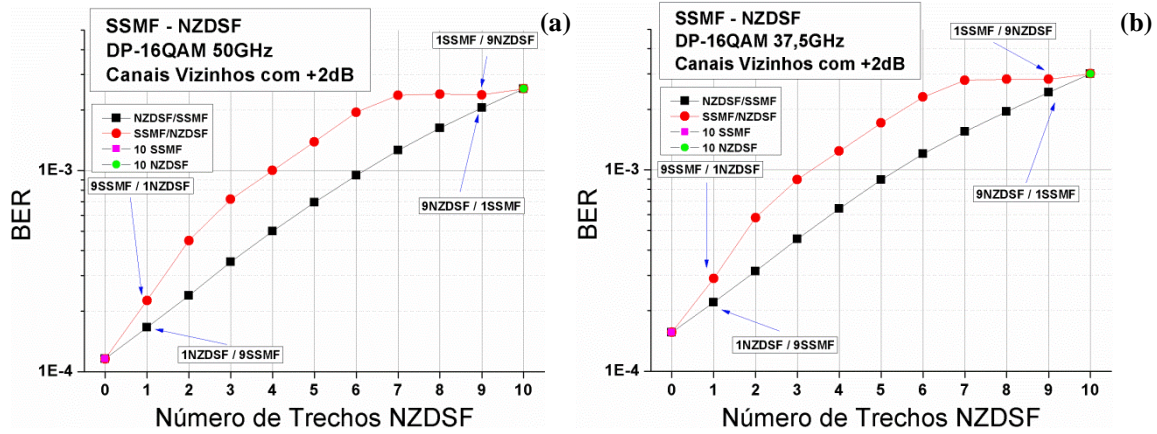 SSMF - NZDSF
DP-16QAM 50GHz
Canais Vizinhos com +2dB
(a)
1SSMF / 9NZDSF
NZDSF/SSMF
SSMF/NZDSF
10 SSMF
10 NZDSF
1E-3
9SSMF / 1NZDSF
9NZDSF / 1SSMF
BER
1NZDSF / 9SSMF
1E-4
0 1 2 3 4 5 6 7 8 9 10
Número de Trechos NZDSF
SSMF - NZDSF
DP-16QAM 37,5GHz
Canais Vizinhos com +2dB
(b)
1SSMF / 9NZDSF
NZDSF/SSMF
SSMF/NZDSF
10 SSMF
10 NZDSF
1E-3
9SSMF / 1NZDSF
9NZDSF / 1SSMF
BER
1NZDSF / 9SSMF
1E-4
0 1 2 3 4 5 6 7 8 9 10
Número de Trechos NZDSF